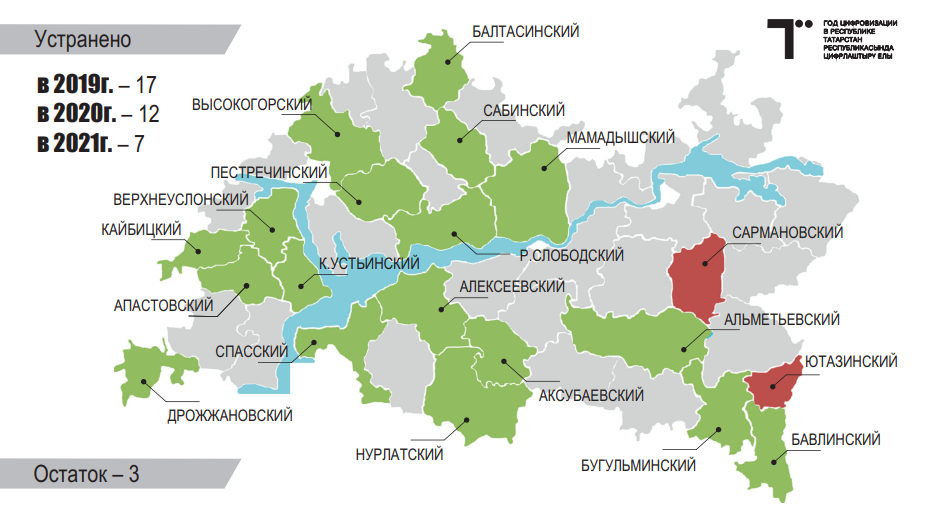 Устранено
в 2019г. – 17
в 2020г. – 12
в 2021г. – 7
ГОД ЦИФРОВИЗАЦИИ
В РЕСПУБЛИКЕ
ТАТАРСТАН
РЕСПУБЛИКАСЫНДА
ЦИФРЛАШТЫРУ ЕЛЫ
БАЛТАСИНСКИЙ
ВЫСОКОГОРСКИЙ
САБИНСКИЙ
МАМАДЫШСКИЙ
ПЕСТРЕЧИНСКИЙ
ВЕРХНЕУСЛОНСКИЙ
КАЙБИЦКИЙ
САРМАНОВСКИЙ
Р.СЛОБОДСКИЙ
К.УСТЬИНСКИЙ
АЛЕКСЕЕВСКИЙ
АПАСТОВСКИЙ
АЛЬМЕТЬЕВСКИЙ
СПАССКИЙ
ЮТАЗИНСКИЙ
АКСУБАЕВСКИЙ
ДРОЖЖАНОВСКИЙ
БАВЛИНСКИЙ
НУРЛАТСКИЙ
БУГУЛЬМИНСКИЙ
Остаток – 3